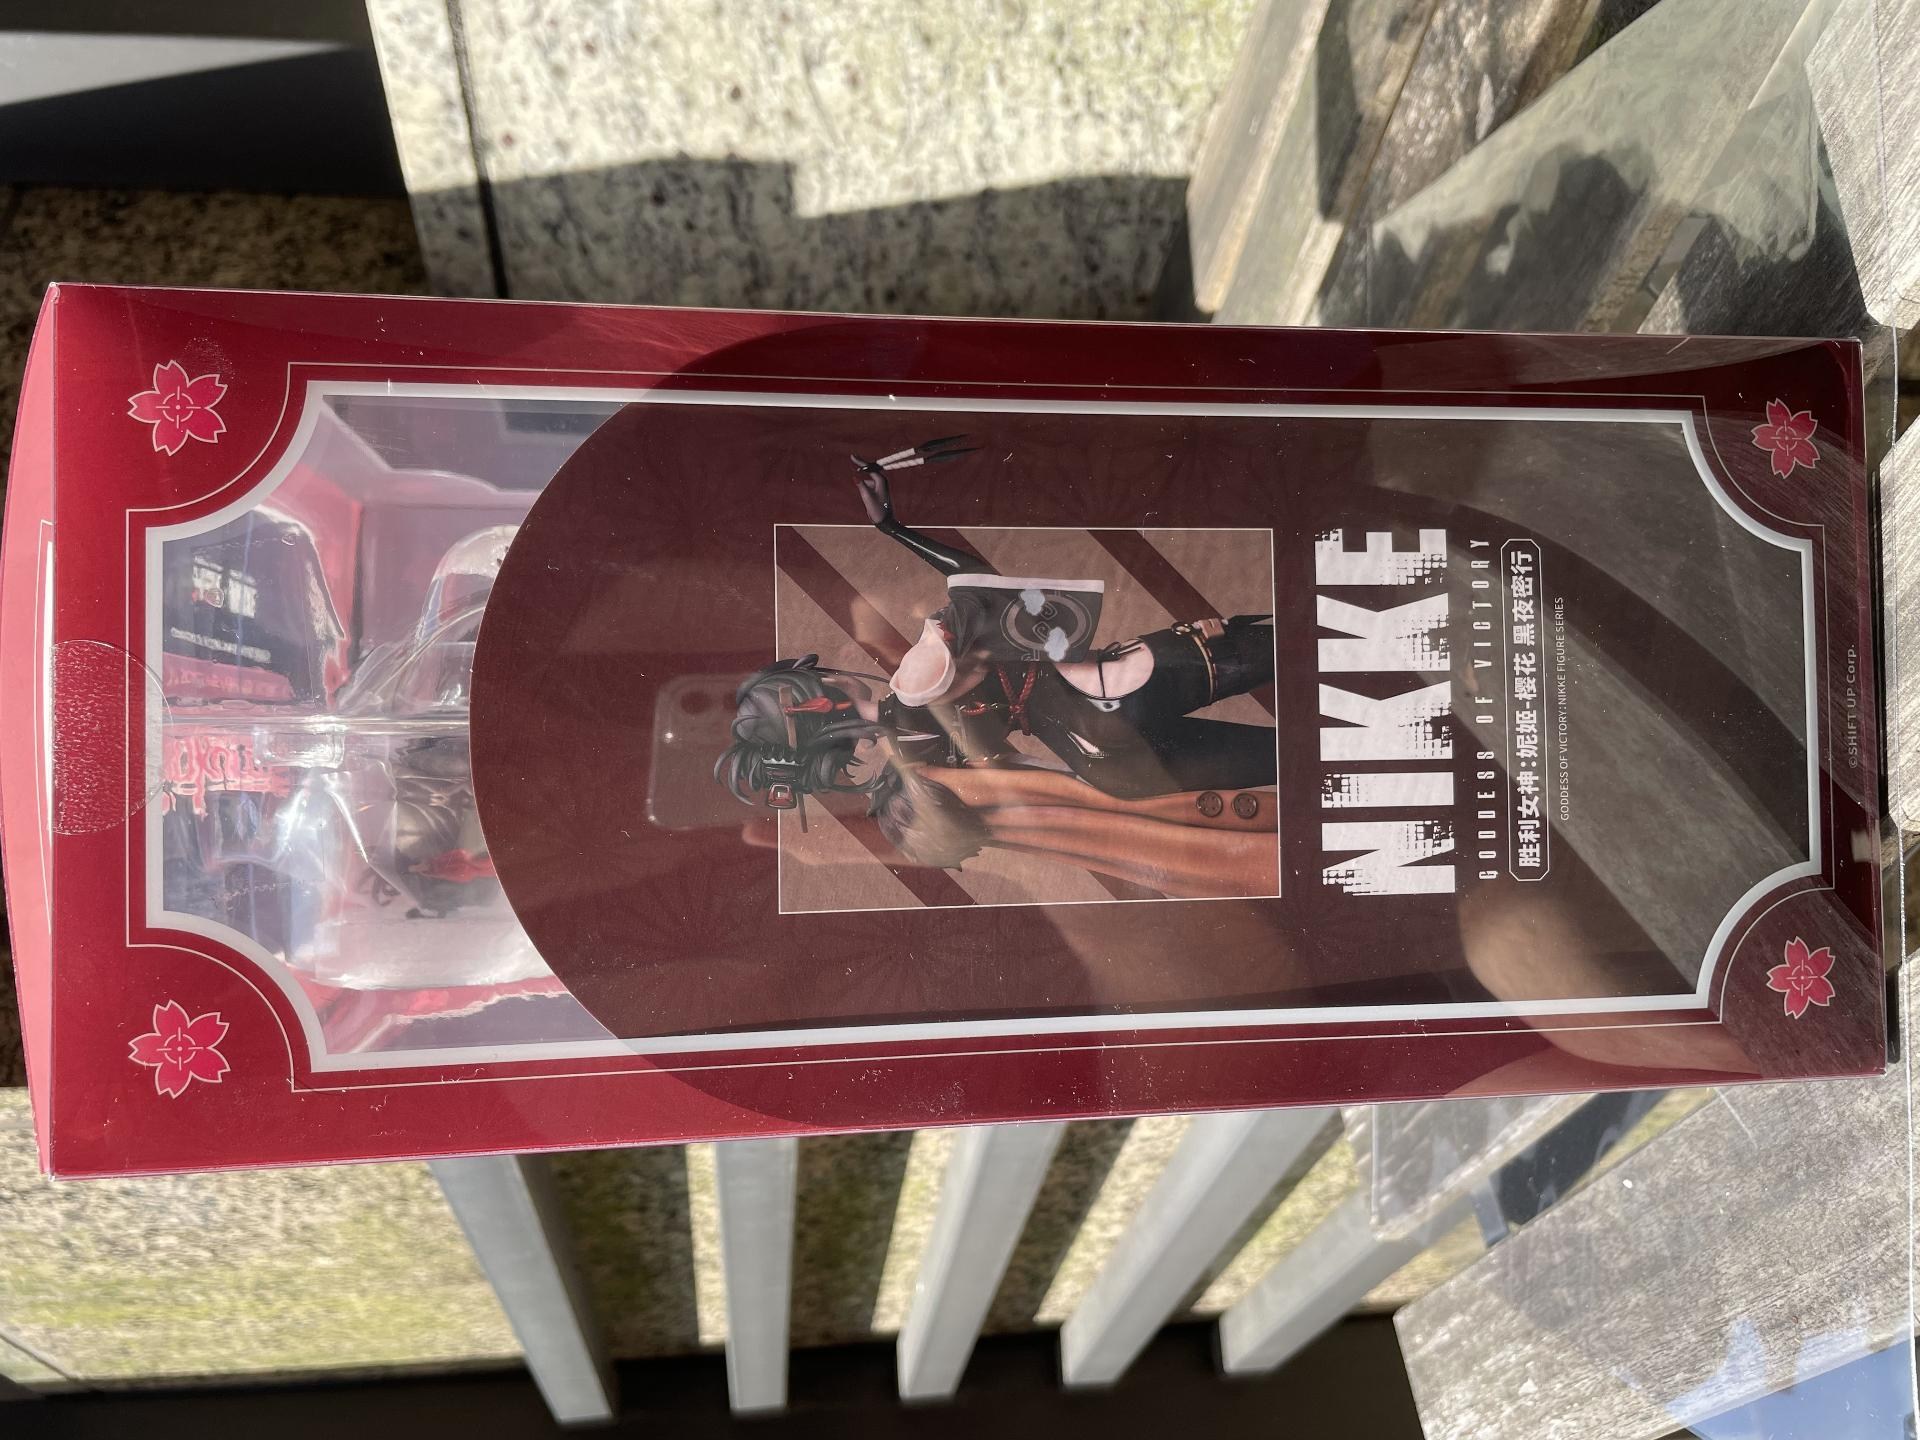 NIKKE
GODDESS OF VICTORY
胜利女神:妮姬-樱花 黑夜密行
GODDESS OF VICTORY: NIKKE FIGURE SERIES
©SHIFT UP Corp.